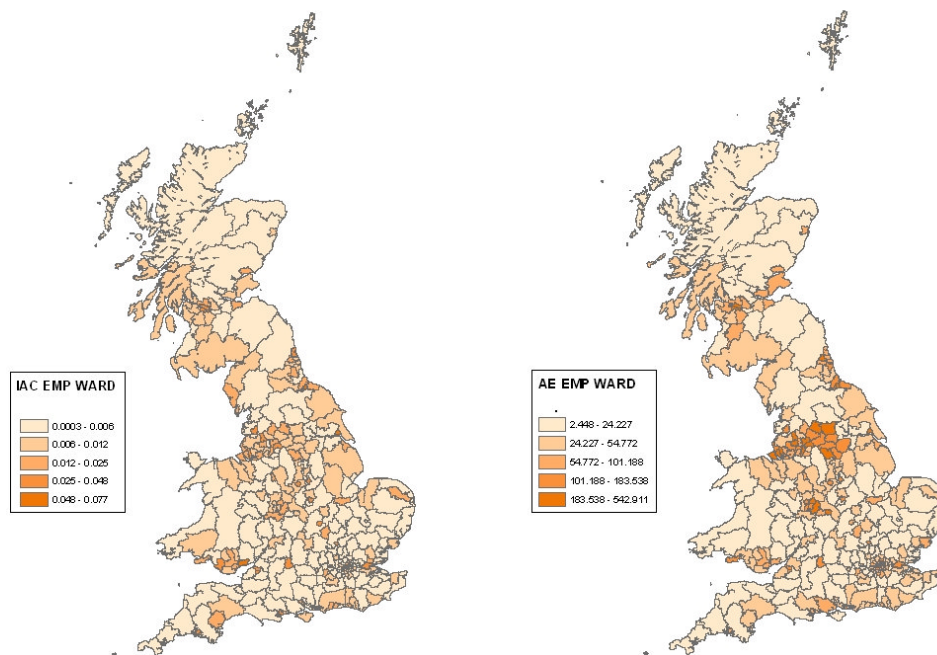 IAC EMP WARD
0.0003 - 0.006
0.006 - 0.012
0.012 - 0.025
0.025 - 0.048
0.048 - 0.077
AE EMP WARD
2.448 - 24.227
24.227 - 54.772
54.772 - 101.188
101.188 - 183.538
183.538 - 542.911